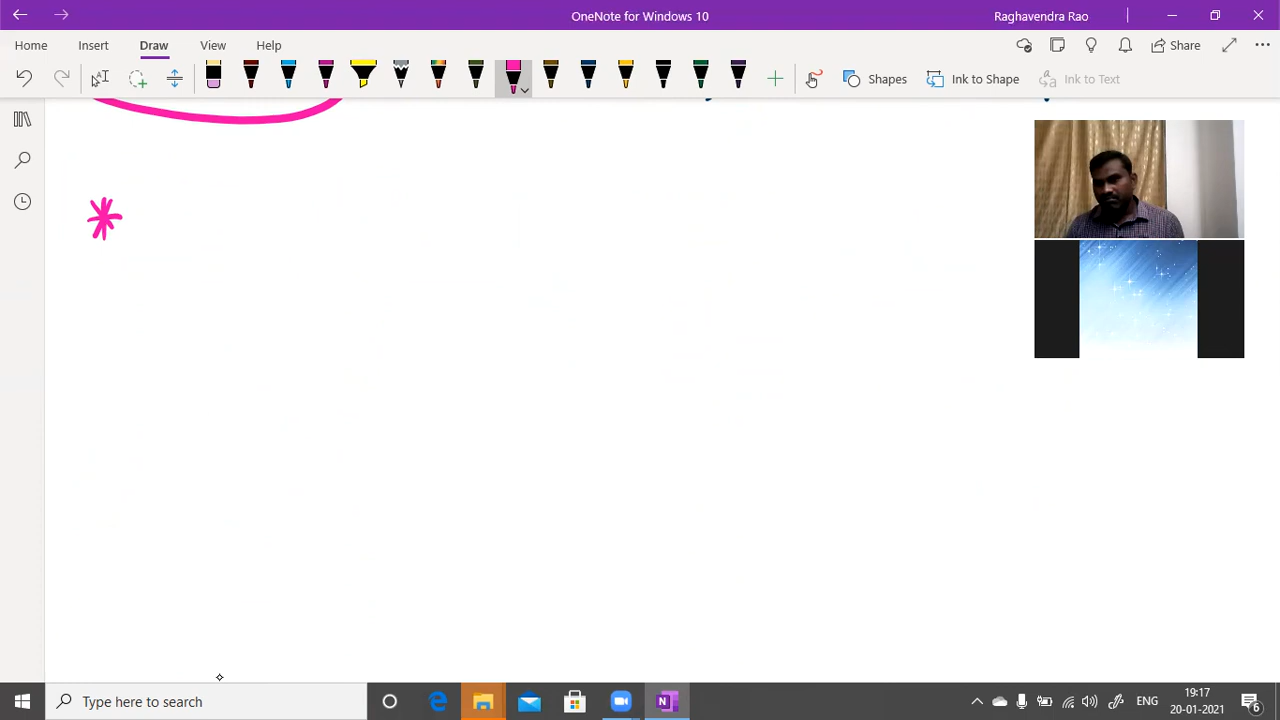 OneNote for Windows 10
Raghavendra Rao
Home Insert Draw View Help
Share
Shapes Ink to Shape Ink to Text
*
Type here to search
ENG
19:17
20-01-2021
6